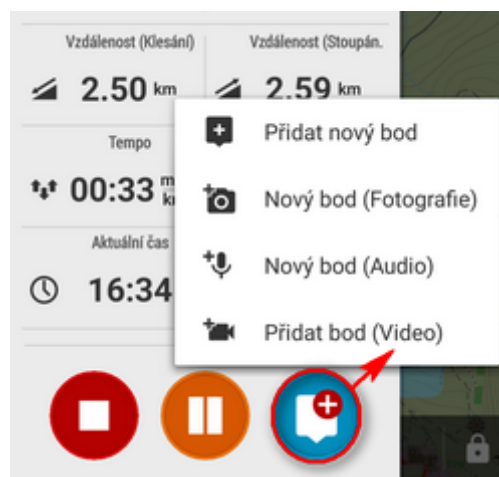 Vzdálenost (Klesání)
Vzdálenost (Stoupán.
2.50 km
2.59 km
Tempo
00:33
Aktuální čas
16:34
Přidat nový bod
Nový bod (Fotografie)
Nový bod (Audio)
Přidat bod (Video)